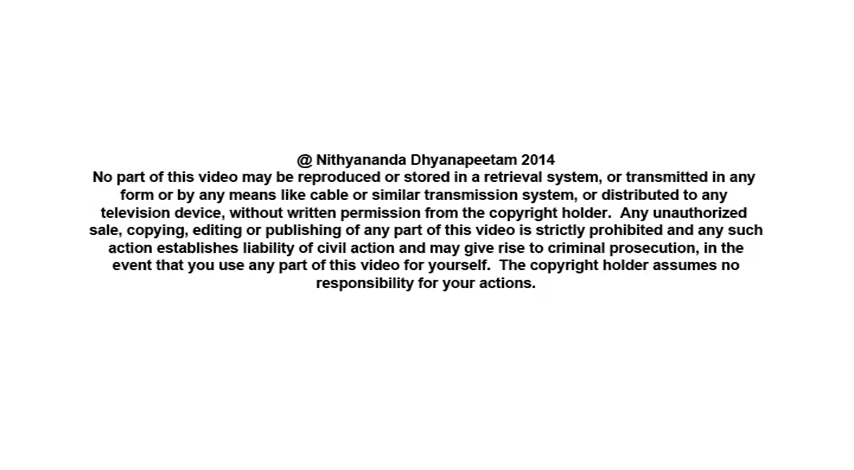 @ Nithyananda Dhyanapeetam 2014
No part of this video may be reproduced or stored in a retrieval system, or transmitted in any
form or by any means like cable or similar transmission system, or distributed to any
television device, without written permission from the copyright holder.  Any unauthorized
sale, copying, editing or publishing of any part of this video is strictly prohibited and any such
action establishes liability of civil action and may give rise to criminal prosecution, in the
event that you use any part of this video for yourself.  The copyright holder assumes no
responsibility for your actions.